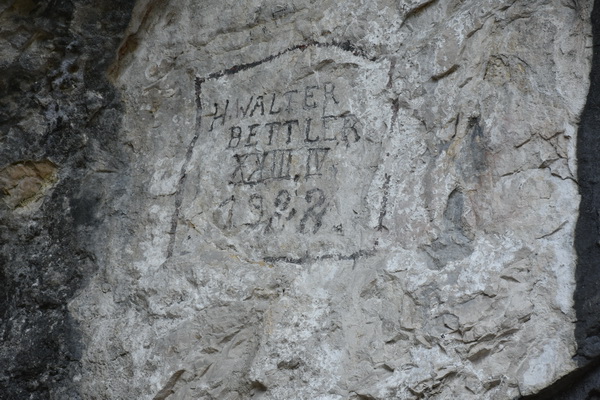 H. WALTER
BETTLER
XXIII. IV
1922.